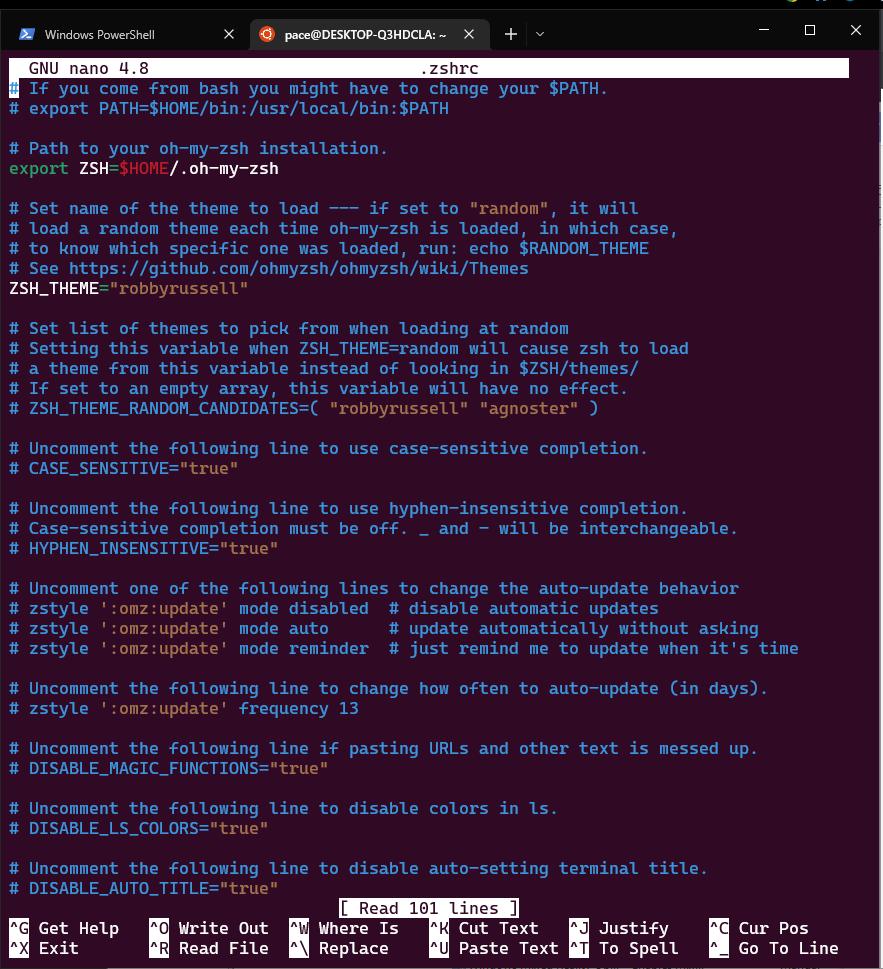 Windows PowerShell
pace@DESKTOP-Q3HDCLA: ~
GNU nano 4.8 .zshrc
# If you come from bash you might have to change your $PATH.
# export PATH=$HOME/bin:/usr/local/bin:$PATH
# Path to your oh-my-zsh installation.
export ZSH=$HOME/.oh-my-zsh
# Set name of the theme to load --- if set to "random", it will
# load a random theme each time oh-my-zsh is loaded, in which case,
# to know which specific one was loaded, run: echo $RANDOM_THEME
# See https://github.com/ohmyzsh/ohmyzsh/wiki/Themes
ZSH_THEME="robbyrussell"
# Set list of themes to pick from when loading at random
# Setting this variable when ZSH_THEME=random will cause zsh to load
# a theme from this variable instead of looking in $ZSH/themes/
# If set to an empty array, this variable will have no effect.
# ZSH_THEME_RANDOM_CANDIDATES=( "robbyrussell" "agnoster" )
# Uncomment the following line to use case-sensitive completion.
# CASE_SENSITIVE="true"
# Uncomment the following line to use hyphen-insensitive completion.
# Case-sensitive completion must be off. _ and - will be interchangeable.
# HYPHEN_INSENSITIVE="true"
# Uncomment one of the following lines to change the auto-update behavior
# zstyle ':omz:update' mode disabled  # disable automatic updates
# zstyle ':omz:update' mode auto      # update automatically without asking
# zstyle ':omz:update' mode reminder  # just remind me to update when it's time
# Uncomment the following line to change how often to auto-update (in days).
# zstyle ':omz:update' frequency 13
# Uncomment the following line if pasting URLs and other text is messed up.
# DISABLE_MAGIC_FUNCTIONS="true"
# Uncomment the following line to disable colors in ls.
# DISABLE_LS_COLORS="true"
# Uncomment the following line to disable auto-setting terminal title.
# DISABLE_AUTO_TITLE="true"
[ Read 101 lines ]
^G Get Help ^O Write Out ^W Where Is ^K Cut Text ^J Justify ^C Cur Pos
^X Exit ^R Read File ^\ Replace ^U Paste Text ^T To Spell ^_ Go To Line